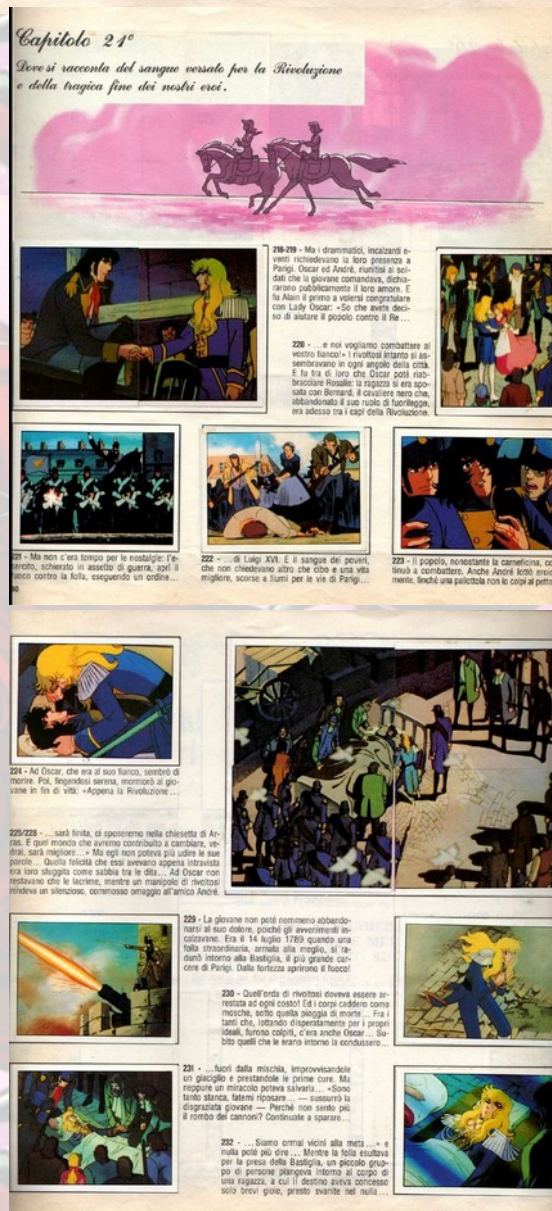 Capitolo 21º
Dove si racconta del sangue versato per la Rivoluzione
e della tragica fine dei nostri eroi.
218-219 - Ma i drammatici, incalzanti e-
venti richiedevano la loro presenza a
Parigi. Oscar ed André, riunitisi ai sol-
dati che la giovane comandava, dichia-
rarono pubblicamente il loro amore. E
fu Alain il primo a volersi congratulare
con Lady Oscar: «So che avete deci-
so di aiutare il popolo contro il Re...
220 - ...e noi vogliamo combattere al
vostro fianco!» I rivoltosi intanto si as-
sembravano in ogni angolo della città.
E fu tra di loro che Oscar poté riab-
bracciare Rosalie: la ragazza si era spo-
sata con Bernard, il cavaliere nero che,
abbandonato il suo ruolo di fuorilegge,
era adesso tra i capi della Rivoluzione.
221 - Ma non c'era tempo per le nostalgie: l'e-
sercito, schierato in assetto di guerra, aprì il
fuoco contro la folla, eseguendo un ordine...
222 - ...di Luigi XVI. E il sangue dei poveri,
che non chiedevano altro che cibo e una vita
migliore, scorse a fiumi per le vie di Parigi...
223 - Il popolo, nonostante la carneficina, co
tinuò a combattere. Anche André lottò eroic
mente, finché una pallottola non lo colpì al petto
224 - Ad Oscar, che era al suo fianco, sembrò di
morire. Poi, fingendosi serena, mormorò al gio-
vane in fin di vita: «Appena la Rivoluzione...
225/228 - ...sarà finita, ci sposeremo nella chiesetta di Ar-
ras. E quel mondo che avremo contribuito a cambiare, ve-
drai, sarà migliore...» Ma egli non poteva più udire le sue
parole... Quella felicità che essi avevano appena intravista
era loro sfuggita come sabbia tra le dita... Ad Oscar non
restavano che le lacrime, mentre un manipolo di rivoltosi
rendeva un silenzioso, commosso omaggio all'amico André.
229 - La giovane non poté nemmeno abbando-
narsi al suo dolore, poiché gli avvenimenti in-
calzavano. Era il 14 luglio 1789 quando una
folla straordinaria, armata alla meglio, si ra-
dunò intorno alla Bastiglia, il più grande car-
cere di Parigi. Dalla fortezza aprirono il fuoco!
230 - Quell'orda di rivoltosi doveva essere ar-
restata ad ogni costo! Ed i corpi caddero come
mosche, sotto quella pioggia di morte... Fra i
tanti che, lottando disperatamente per i propri
ideali, furono colpiti, c'era anche Oscar... Su-
bito quelli che le erano intorno la condussero...
231 - ...fuori dalla mischia, improvvisandole
un giaciglio e prestandole le prime cure. Ma
neppure un miracolo poteva salvarla... «Sono
tanto stanca, fatemi riposare... — sussurrò la
disgraziata giovane — Perché non sento più
il rombo dei cannoni? Continuate a sparare...
232 - ...Siamo ormai vicini alla meta...» e
nulla poté più dire... Mentre la folla esultava
per la presa della Bastiglia, un piccolo grup-
po di persone piangeva intorno al corpo di
una ragazza, a cui il destino aveva concesso
solo brevi gioie, presto svanite nel nulla...